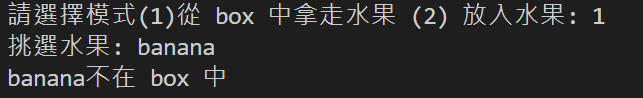 請選擇模式(1)從 box 中拿走水果 (2) 放入水果: 1
挑選水果: banana
banana不在 box 中